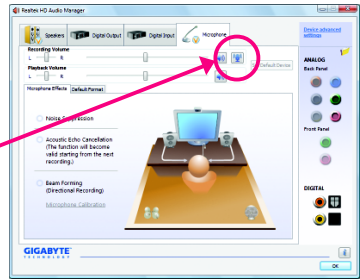 Realtek HD Audio Manager
Speakers
Digital Output
Digital Input
Microphone
Device advanced
settings
Recording Volume
L R
Set Default Device
Playback Volume
L R
Microphone Effects
Default Format
Noise Suppression
Acoustic Echo Cancellation
(The function will become
valid starting from the next
recording.)
Beam Forming
(Directional Recording)
Microphone Calibration
ANALOG
Back Panel
Front Panel
DIGITAL
GIGABYTE
TECHNOLOGY
i
OK